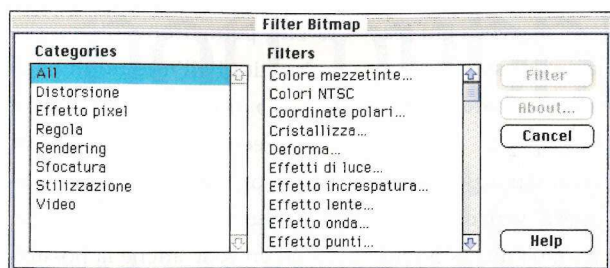 Filter Bitmap
Categories
All
Distorsione
Effetto pixel
Regola
Rendering
Sfocatura
Stilizzazione
Video
Filters
Colore mezzetinte...
Colori NTSC
Coordinate polari...
Cristallizza...
Deforma...
Effetti di luce...
Effetto increspatura...
Effetto lente...
Effetto onda...
Effetto punti...
Filter
About...
Cancel
Help